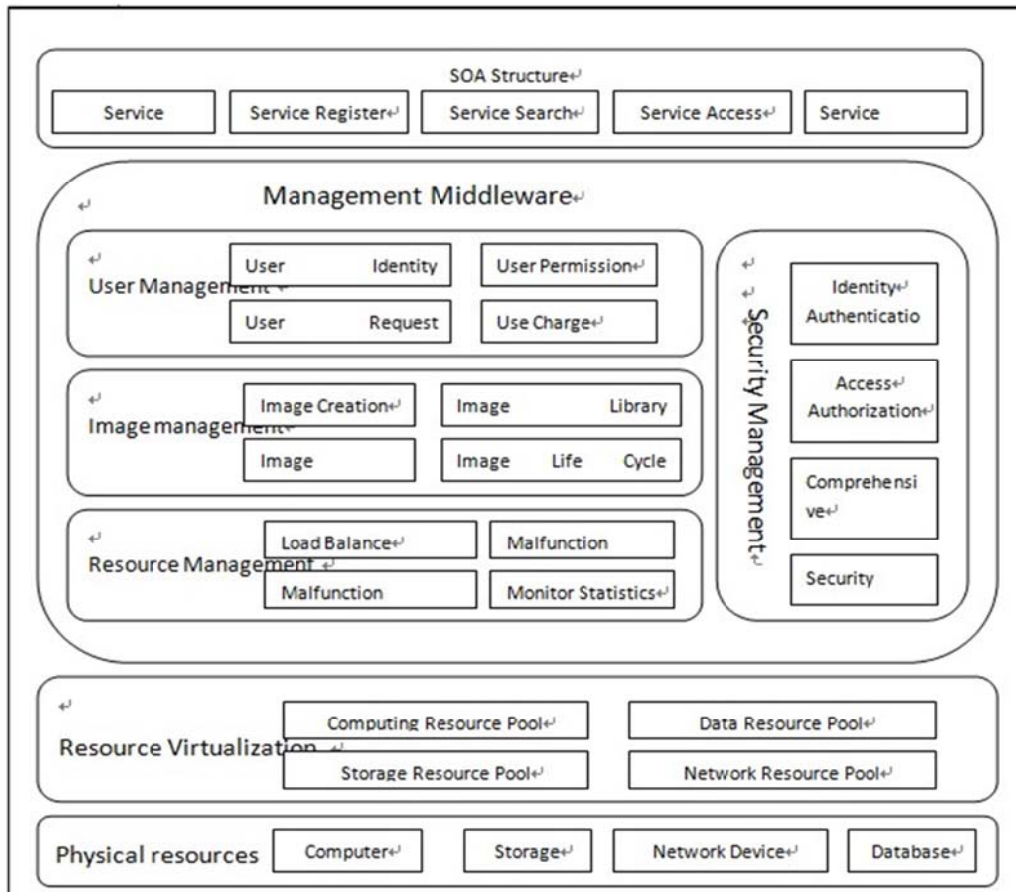 SOA Structure
Service
Service Register
Service Search
Service Access
Service
Management Middleware
User Management
User Identity
User Permission
User Request
Use Charge
Image management
Image Creation
Image Library
Image
Image Life Cycle
Resource Management
Load Balance
Malfunction
Malfunction
Monitor Statistics
Security Management
Identity
Authenticatio
Access
Authorization
Comprehensi
ve
Security
Resource Virtualization
Computing Resource Pool
Data Resource Pool
Storage Resource Pool
Network Resource Pool
Physical resources
Computer
Storage
Network Device
Database